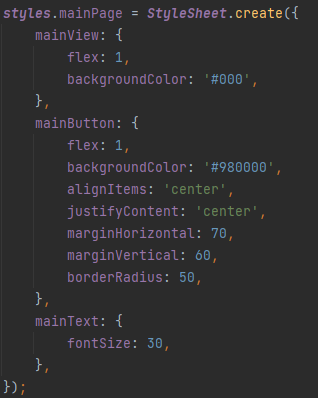 styles.mainPage = StyleSheet.create({
    mainView: {
        flex: 1,
        backgroundColor: '#000',
    },
    mainButton: {
        flex: 1,
        backgroundColor: '#980000',
        alignItems: 'center',
        justifyContent: 'center',
        marginHorizontal: 70,
        marginVertical: 60,
        borderRadius: 50,
    },
    mainText: {
        fontSize: 30,
    },
});